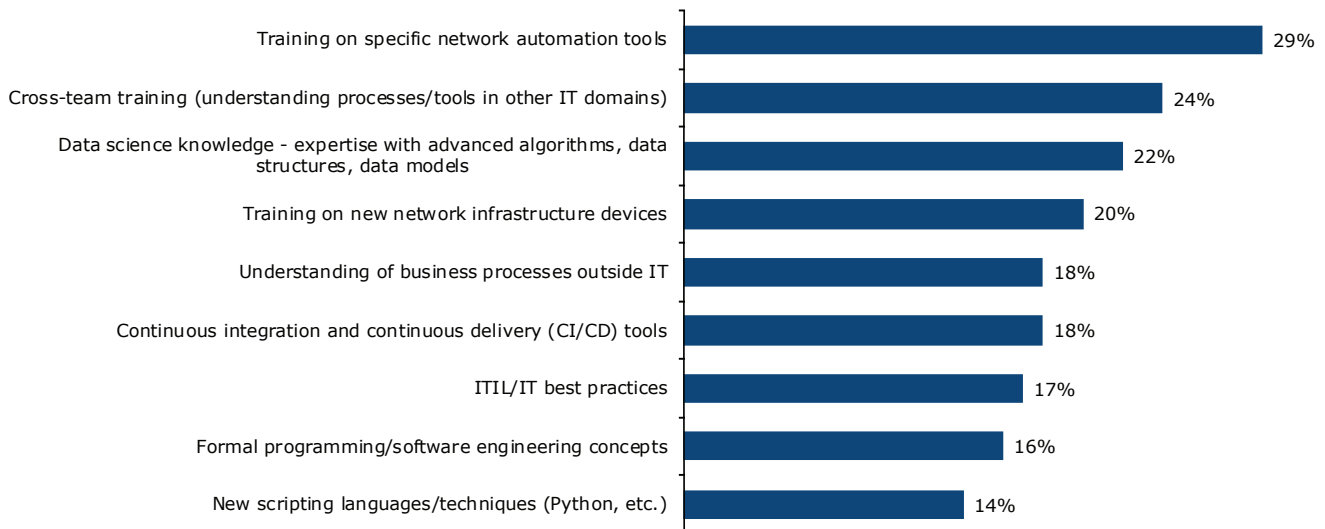 Training on specific network automation tools 29%
Cross-team training (understanding processes/tools in other IT domains) 24%
Data science knowledge - expertise with advanced algorithms, data
structures, data models 22%
Training on new network infrastructure devices 20%
Understanding of business processes outside IT 18%
Continuous integration and continuous delivery (CI/CD) tools 18%
ITIL/IT best practices 17%
Formal programming/software engineering concepts 16%
New scripting languages/techniques (Python, etc.) 14%